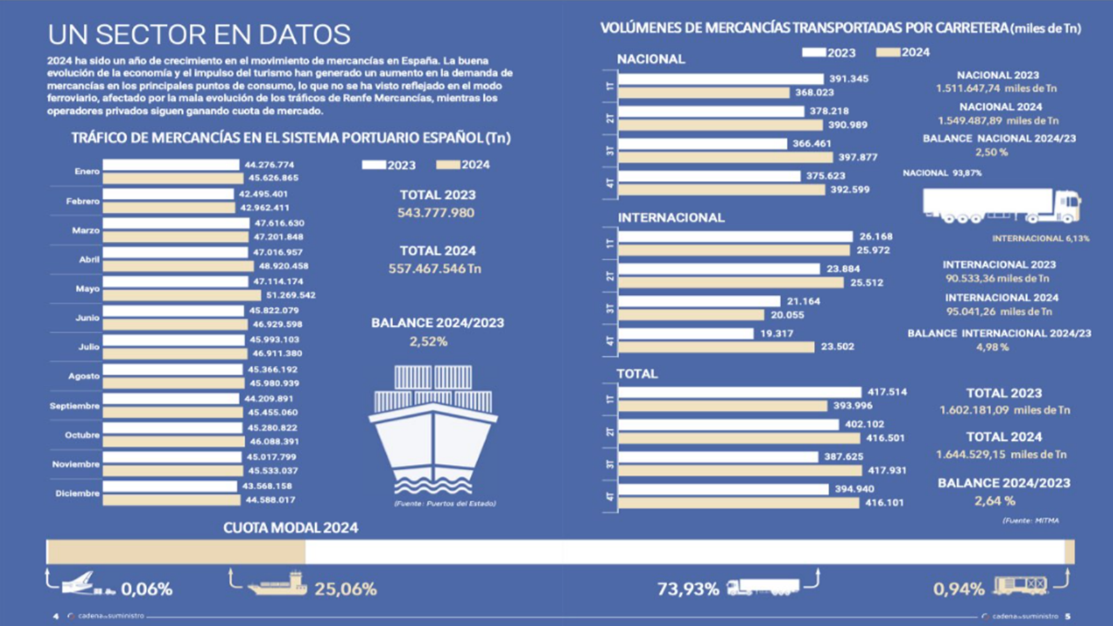 UN SECTOR EN DATOS
2024 ha sido un año de crecimiento en el movimiento de mercancías en España. La buena
evolución de la economía y el impulso del turismo han generado un aumento en la demanda de
mercancías en los principales puntos de consumo, lo que no se ha visto reflejado en el modo
ferroviario, afectado por la mala evolución de los tráficos de Renfe Mercancías, mientras los
operadores privados siguen ganando cuota de mercado.
TRÁFICO DE MERCANCÍAS EN EL SISTEMA PORTUARIO ESPAÑOL (Tn)
2023 2024
Enero 44.276.774
45.626.865
Febrero 42.495.401
42.962.411
Marzo 47.616.630
47.201.848
Abril 47.016.957
48.920.458
Mayo 47.114.174
51.269.542
Junio 45.822.079
46.929.598
Julio 45.993.103
46.911.380
Agosto 45.366.192
45.980.939
Septiembre 44.209.891
45.455.060
Octubre 45.280.822
46.088.391
Noviembre 45.017.799
45.533.037
Diciembre 43.568.158
44.588.017
TOTAL 2023
543.777.980
TOTAL 2024
557.467.546 Tn
BALANCE 2024/2023
2,52%
(Fuente: Puertos del Estado)
VOLÚMENES DE MERCANCÍAS TRANSPORTADAS POR CARRETERA (miles de Tn)
2023 2024
NACIONAL
1T 391.345
368.023
2T 378.218
390.989
3T 366.461
397.877
4T 375.623
392.599
NACIONAL 2023
1.511.647,74 miles de Tn
NACIONAL 2024
1.549.487,89 miles de Tn
BALANCE NACIONAL 2024/23
2,50 %
NACIONAL 93,87%
INTERNACIONAL 6,13%
INTERNACIONAL
1T 26.168
25.972
2T 23.884
25.512
3T 21.164
20.055
4T 19.317
23.502
INTERNACIONAL 2023
90.533,36 miles de Tn
INTERNACIONAL 2024
95.041,26 miles de Tn
BALANCE INTERNACIONAL 2024/23
4,98 %
TOTAL
1T 417.514
393.996
2T 402.102
416.501
3T 387.625
417.931
4T 394.940
416.101
TOTAL 2023
1.602.181,09 miles de Tn
TOTAL 2024
1.644.529,15 miles de Tn
BALANCE 2024/2023
2,64 %
(Fuente: MITMA
CUOTA MODAL 2024
0,06% 25,06% 73,93% 0,94%
4 cadena de suministro
cadena de suministro 5